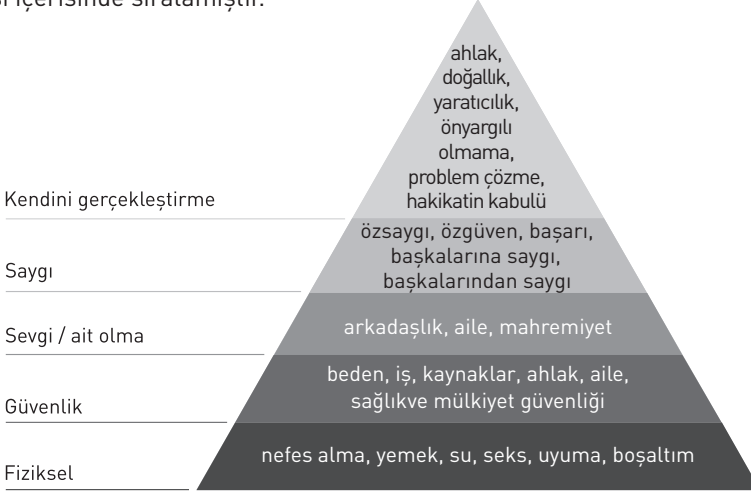 içerisinde sıralamıştır.
ahlak,
doğallık,
yaratıcılık,
önyargılı
olmama,
problem çözme,
hakikatin kabulü
Kendini gerçekleştirme
özsaygı, özgüven, başarı,
başkalarına saygı,
başkalarından saygı
Saygı
arkadaşlık, aile, mahremiyet
Sevgi / ait olma
beden, iş, kaynaklar, ahlak, aile,
sağlıkve mülkiyet güvenliği
Güvenlik
nefes alma, yemek, su, seks, uyuma, boşaltım
Fiziksel